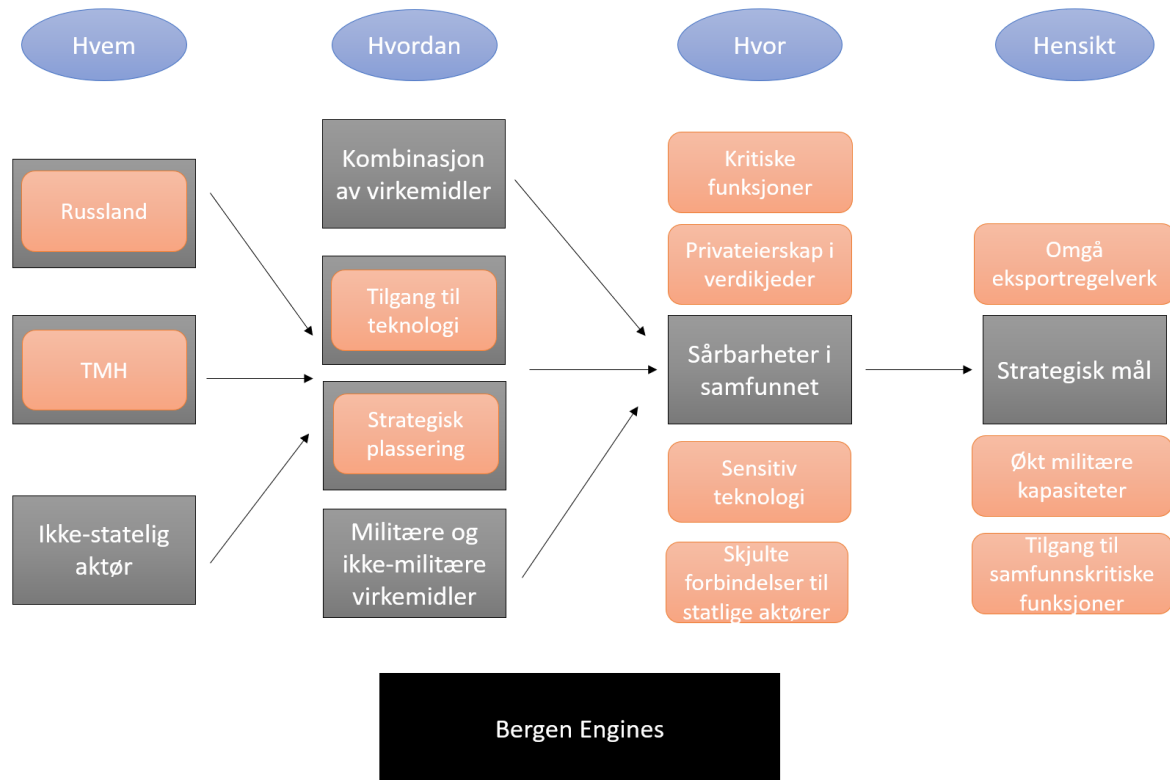 Hvem
Hvordan
Hvor
Hensikt
Russland
TMH
Ikke-statelig
aktør
Kombinasjon
av virkemidler
Tilgang til
teknologi
Strategisk
plassering
Militære og
ikke-militære
virkemidler
Kritiske
funksjoner
Privateierskap i
verdikjeder
Sårbarheter i
samfunnet
Sensitiv
teknologi
Skjulte
forbindelser til
statlige aktører
Omgå
eksportregelverk
Strategisk mål
Økt militære
kapasiteter
Tilgang til
samfunnskritiske
funksjoner
Bergen Engines